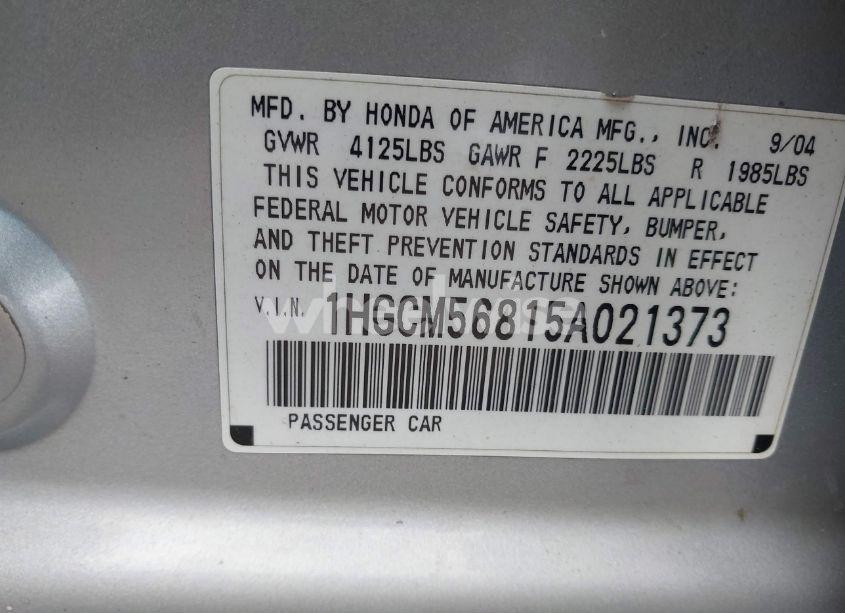 MFD. BY HONDA OF AMERICA MFG., INC. 9/04
GVWR 4125LBS GAWR F 2225LBS R 1985LBS
THIS VEHICLE CONFORMS TO ALL APPLICABLE
FEDERAL MOTOR VEHICLE SAFETY, BUMPER,
AND THEFT PREVENTION STANDARDS IN EFFECT
ON THE DATE OF MANUFACTURE SHOWN ABOVE:
V.I.N. 1HGCM56815A021373
PASSENGER CAR